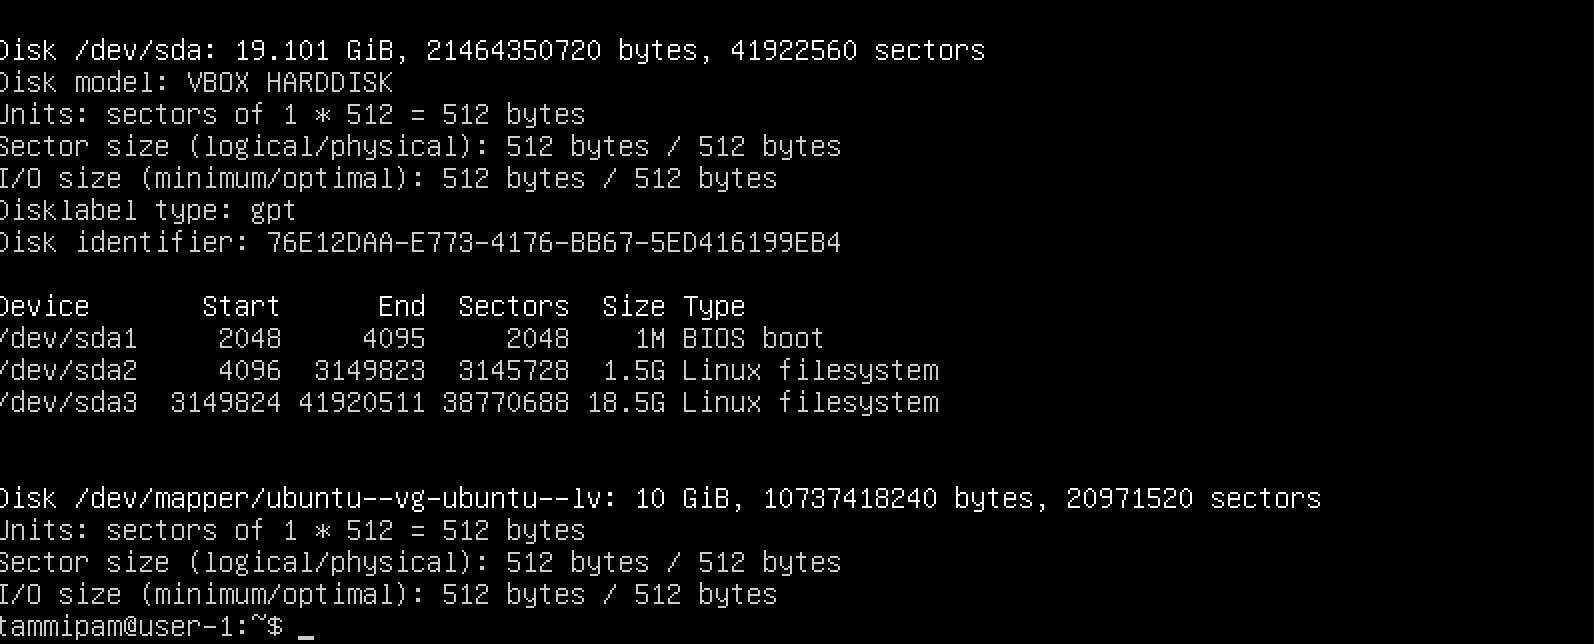 Disk /dev/sda: 19.101 GiB, 21464350720 bytes, 41922560 sectors
Disk model: VBOX HARDDISK
Units: sectors of 1 * 512 = 512 bytes
Sector size (logical/physical): 512 bytes / 512 bytes
I/O size (minimum/optimal): 512 bytes / 512 bytes
Disklabel type: gpt
Disk identifier: 76E12DAA-E773-4176-BB67-5ED416199EB4
Device Start End Sectors Size Type
/dev/sda1 2048 4095 2048 1M BIOS boot
/dev/sda2 4096 3149823 3145728 1.5G Linux filesystem
/dev/sda3 3149824 41920511 38770688 18.5G Linux filesystem
Disk /dev/mapper/ubuntu--vg-ubuntu--lv: 10 GiB, 10737418240 bytes, 20971520 sectors
Units: sectors of 1 * 512 = 512 bytes
Sector size (logical/physical): 512 bytes / 512 bytes
I/O size (minimum/optimal): 512 bytes / 512 bytes
tammipam@user-1:~$ _